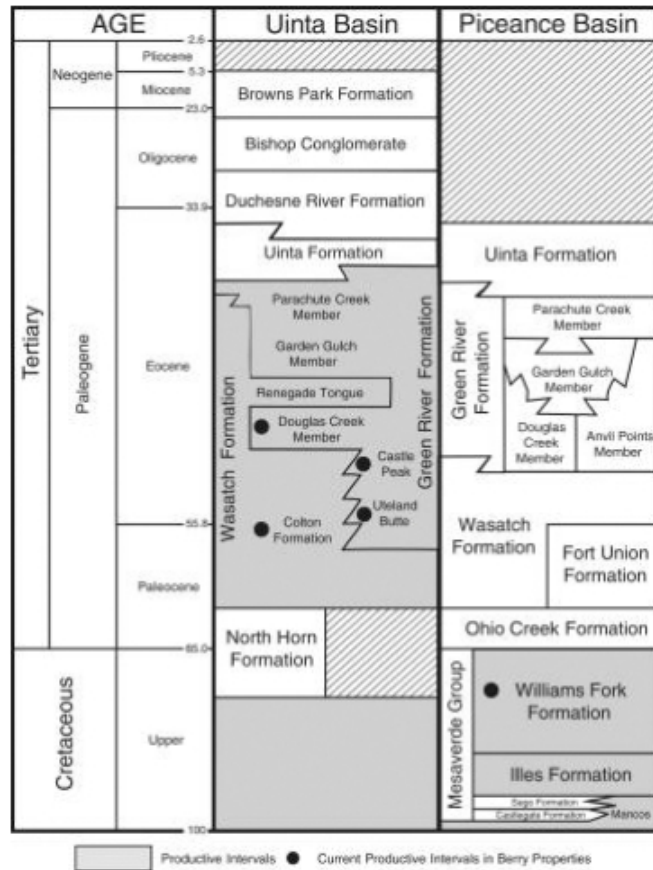 AGE
Uinta Basin
Piceance Basin
2.6
Pliocene
5.3
Neogene
Miocene
23.0
Oligocene
33.9
Tertiary
Paleogene
Eocene
55.8
Paleocene
65.0
Cretaceous
Upper
100
Browns Park Formation
Bishop Conglomerate
Duchesne River Formation
Uinta Formation
Parachute Creek
Member
Garden Gulch
Member
Renegade Tongue
Douglas Creek
Member
Castle
Peak
Uteland
Butte
Colton
Formation
Wasatch Formation
Green River Formation
North Horn
Formation
Uinta Formation
Green River
Formation
Parachute Creek
Member
Garden Gulch
Member
Douglas
Creek
Member
Anvil Points
Member
Wasatch
Formation
Fort Union
Formation
Ohio Creek Formation
Mesaverde Group
Williams Fork
Formation
Illes Formation
Sego Formation
Castlegate Formation
Mancos
Productive Intervals
Current Productive Intervals in Berry Properties